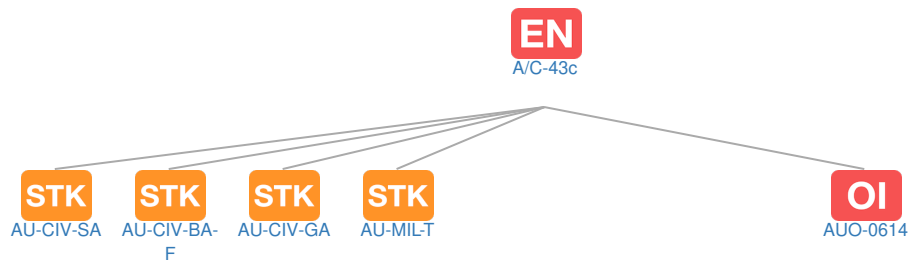 EN
A/C-43c
STK STK STK STK OI
AU-CIV-SA AU-CIV-BA- AU-CIV-GA AU-MIL-T AUO-0614
F